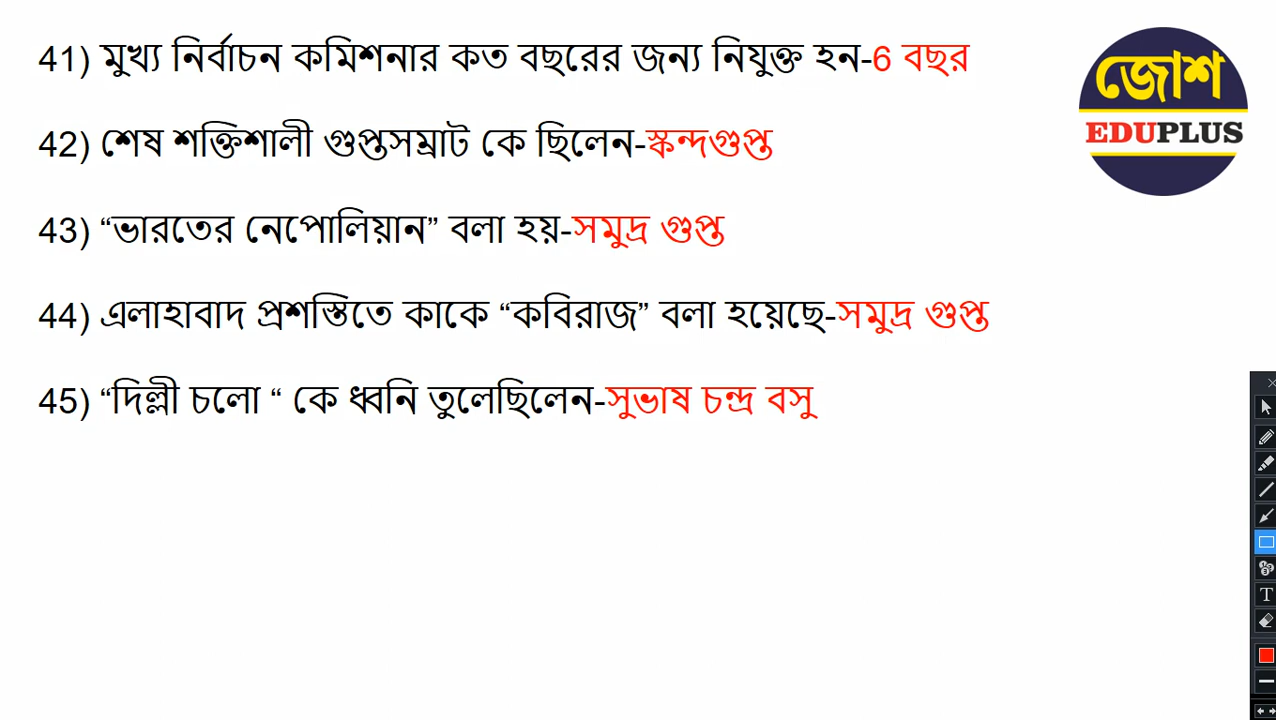 41) মুখ্য নির্বাচন কমিশনার কত বছরের জন্য নিযুক্ত হন-6 বছর
জোশ
EDUPLUS
42) শেষ শক্তিশালী গুপ্তসম্রাট কে ছিলেন-স্কন্দগুপ্ত
43) “ভারতের নেপোলিয়ান” বলা হয়-সমুদ্র গুপ্ত
44) এলাহাবাদ প্রশস্তিতে কাকে “কবিরাজ” বলা হয়েছে-সমুদ্র গুপ্ত
45) “দিল্লী চলো “ কে ধ্বনি তুলেছিলেন-সুভাষ চন্দ্র বসু